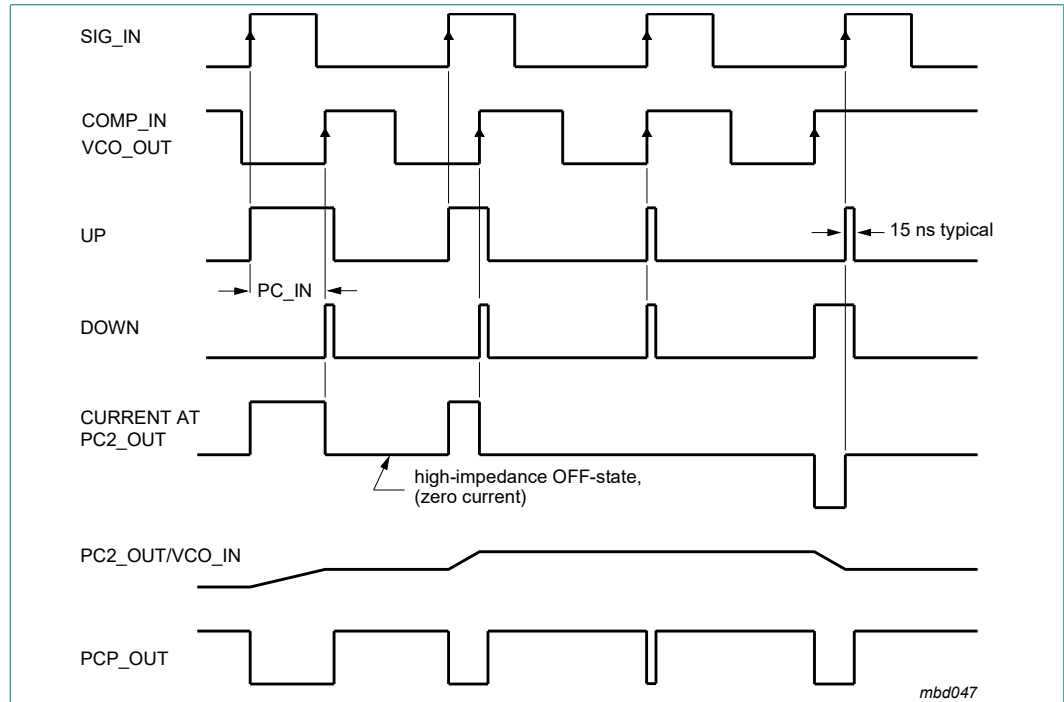 SIG_IN
COMP_IN
VCO_OUT
UP
15 ns typical
PC_IN
DOWN
CURRENT AT
PC2_OUT
high-impedance OFF-state,
(zero current)
PC2_OUT/VCO_IN
PCP_OUT
mbd047